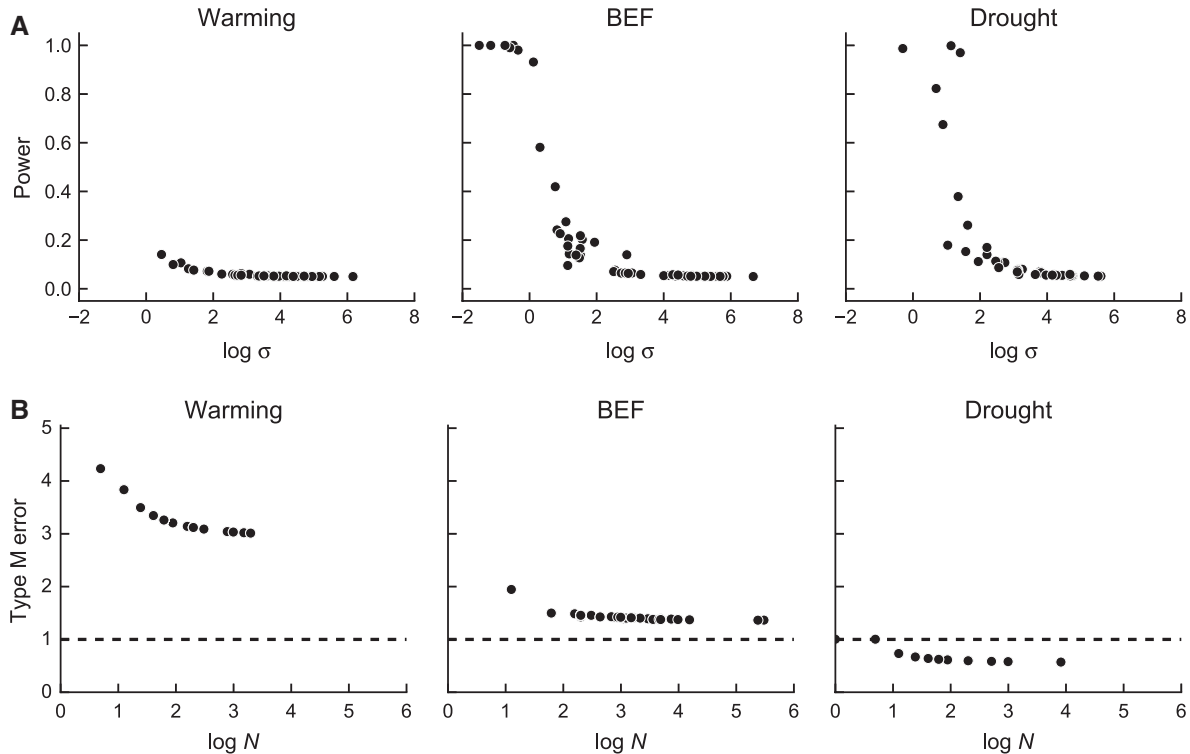 A
Warming
BEF
Drought
Power
1.0
0.8
0.6
0.4
0.2
0.0
−2 0 2 4 6 8
−2 0 2 4 6 8
−2 0 2 4 6 8
log σ
log σ
log σ
B
Warming
BEF
Drought
Type M error
5
4
3
2
1
0
0 1 2 3 4 5 6
0 1 2 3 4 5 6
0 1 2 3 4 5 6
log N
log N
log N